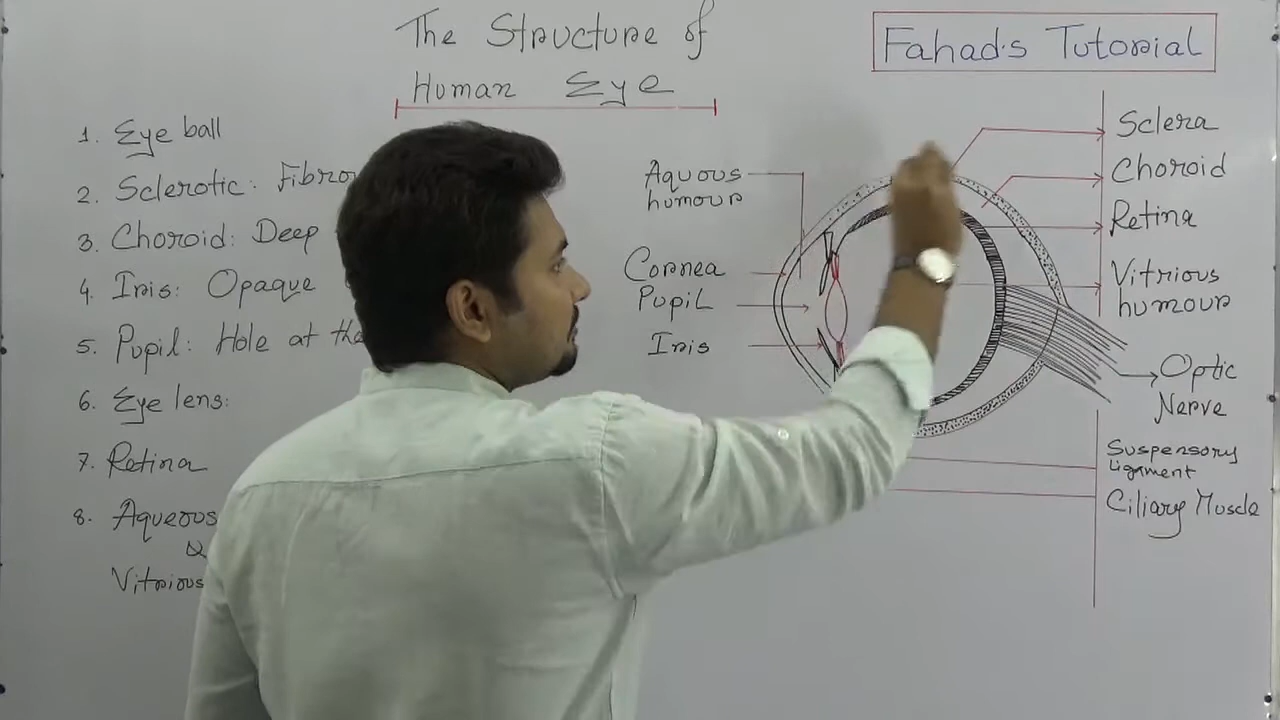 The Structure of
Human Eye
Fahad's Tutorial
1. Eye ball
2. Sclerotic: Fibro
3. Choroid: Deep
4. Iris: Opaque
5. Pupil: Hole at the
6. Eye lens:
7. Retina
8. Aqueous
&
Vitrious
Aquous
humour
Cornea
Pupil
Iris
Sclera
Choroid
Retina
Vitrious
humour
Optic
Nerve
Suspensory
Ligament
Ciliary Muscle